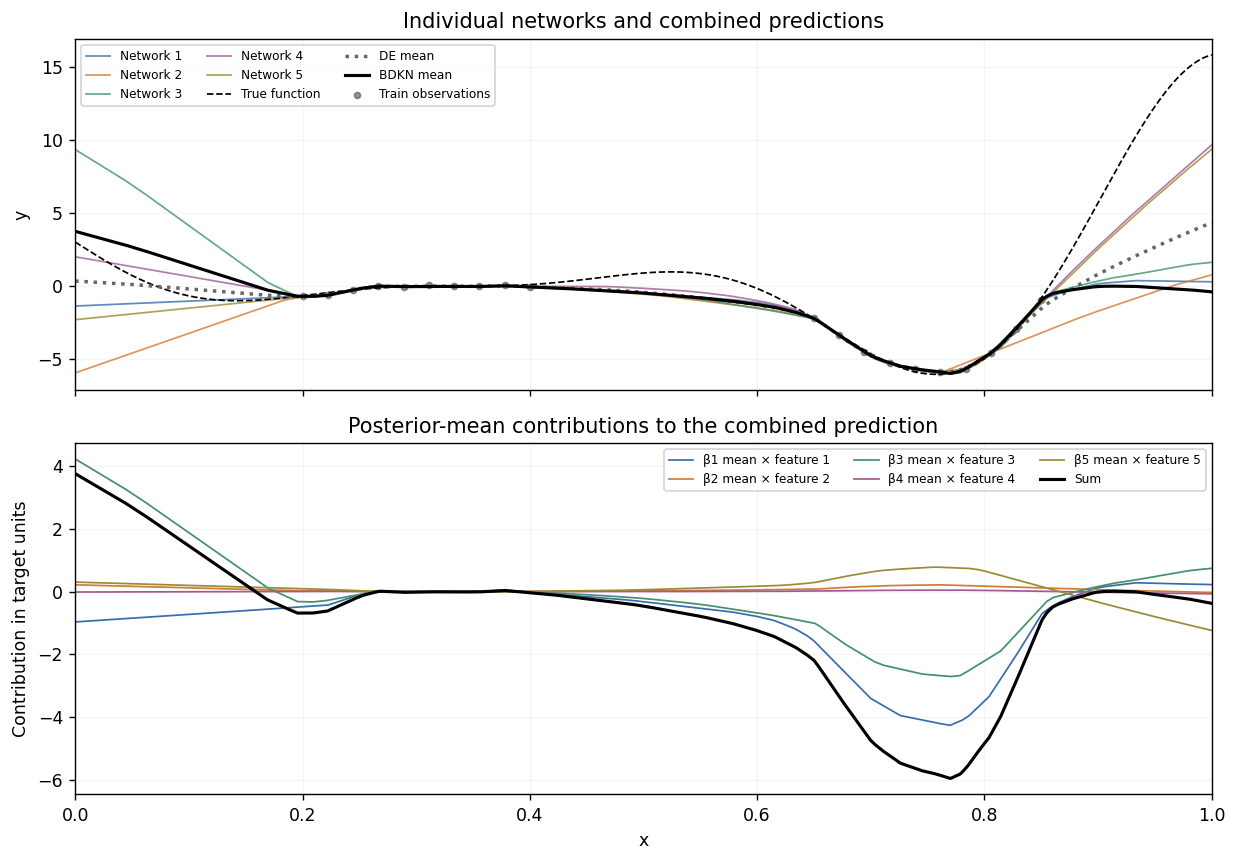 Individual networks and combined predictions
Network 1 Network 4 DE mean
Network 2 Network 5 BDKN mean
Network 3 True function Train observations
15
10
5
0
−5
y
Posterior-mean contributions to the combined prediction
β1 mean × feature 1 β3 mean × feature 3 β5 mean × feature 5
β2 mean × feature 2 β4 mean × feature 4 Sum
4
2
0
−2
−4
−6
Contribution in target units
0.0 0.2 0.4 0.6 0.8 1.0
x